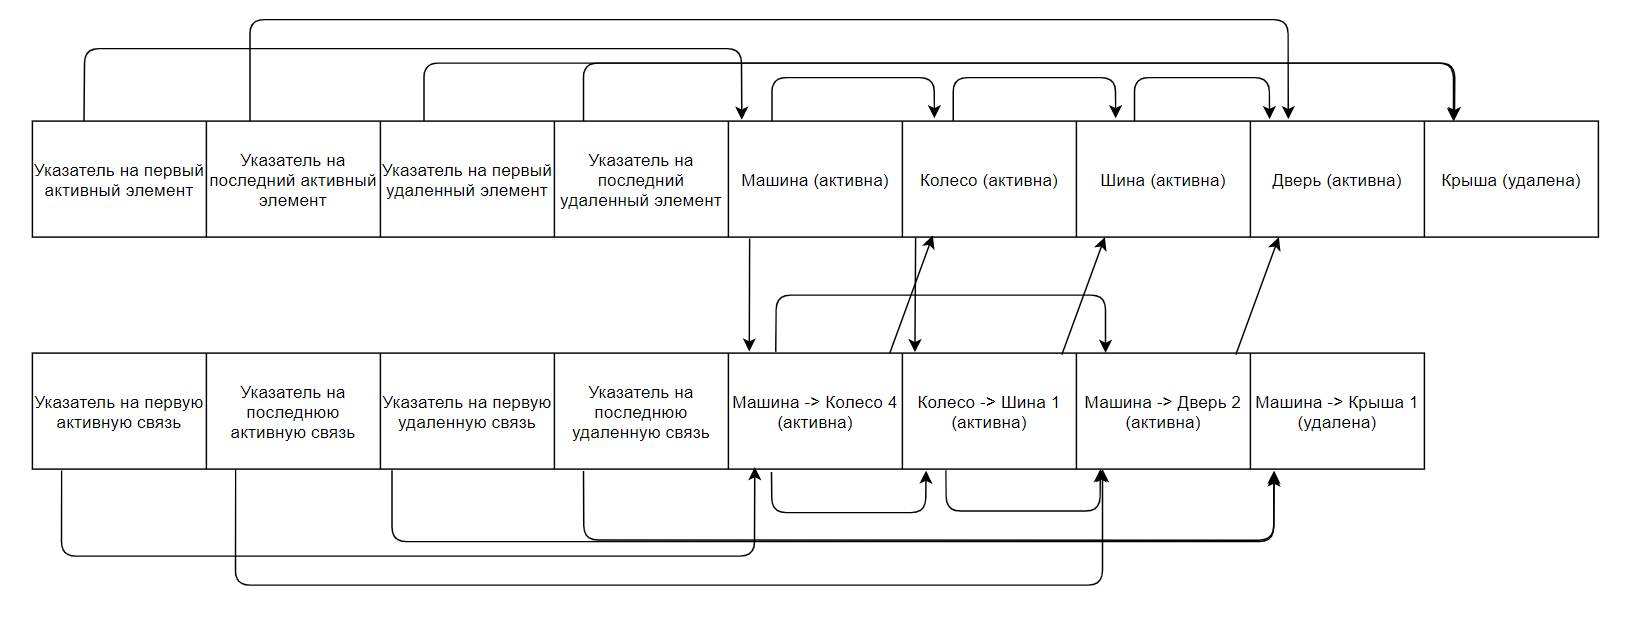 Указатель на первый
активный элемент
Указатель на
последний активный
элемент
Указатель на первый
удаленный элемент
Указатель на
последний
удаленный элемент
Машина (активна)
Колесо (активна)
Шина (активна)
Дверь (активна)
Крыша (удалена)
Указатель на первую
активную связь
Указатель на
последнюю
активную связь
Указатель на первую
удаленную связь
Указатель на
последнюю
удаленную связь
Машина -> Колесо 4
(активна)
Колесо -> Шина 1
(активна)
Машина -> Дверь 2
(активна)
Машина -> Крыша 1
(удалена)